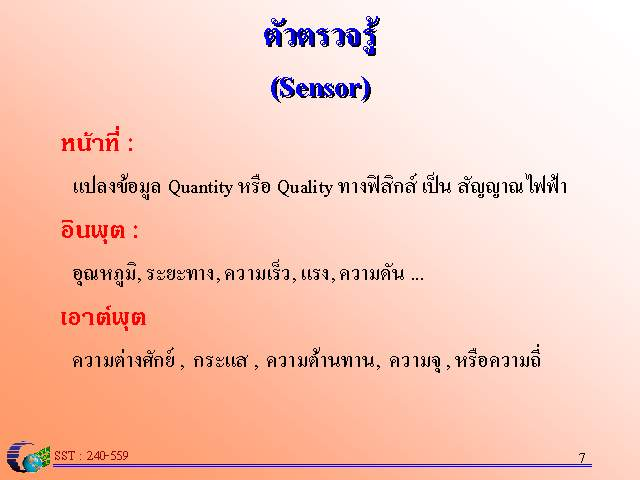 ตัวตรวจรู้
(Sensor)
หน้าที่ :
แปลงข้อมูล Quantity หรือ Quality ทางฟิสิกส์ เป็น สัญญาณไฟฟ้า
อินพุต :
อุณหภูมิ, ระยะทาง, ความเร็ว, แรง, ความดัน ...
เอาต์พุต
ความต่างศักย์ , กระแส , ความต้านทาน, ความจุ , หรือความถี่
SST : 240-559
7